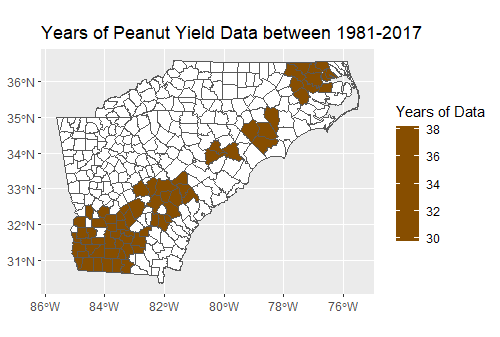 Years of Peanut Yield Data between 1981-2017
36°N
35°N
34°N
33°N
32°N
31°N
86°W 84°W 82°W 80°W 78°W 76°W
Years of Data
38
36
34
32
30